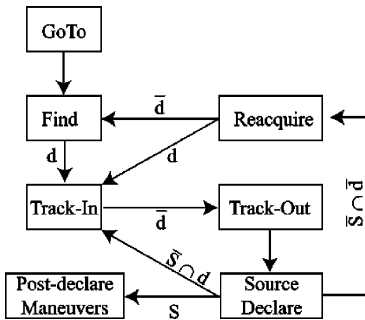 GoTo
d̅
Find
Reacquire
d
d
Track-In
Track-Out
d̅
S̅ ∩ d̅
S̅ ∩ d
Post-declare
Maneuvers
S
Source
Declare